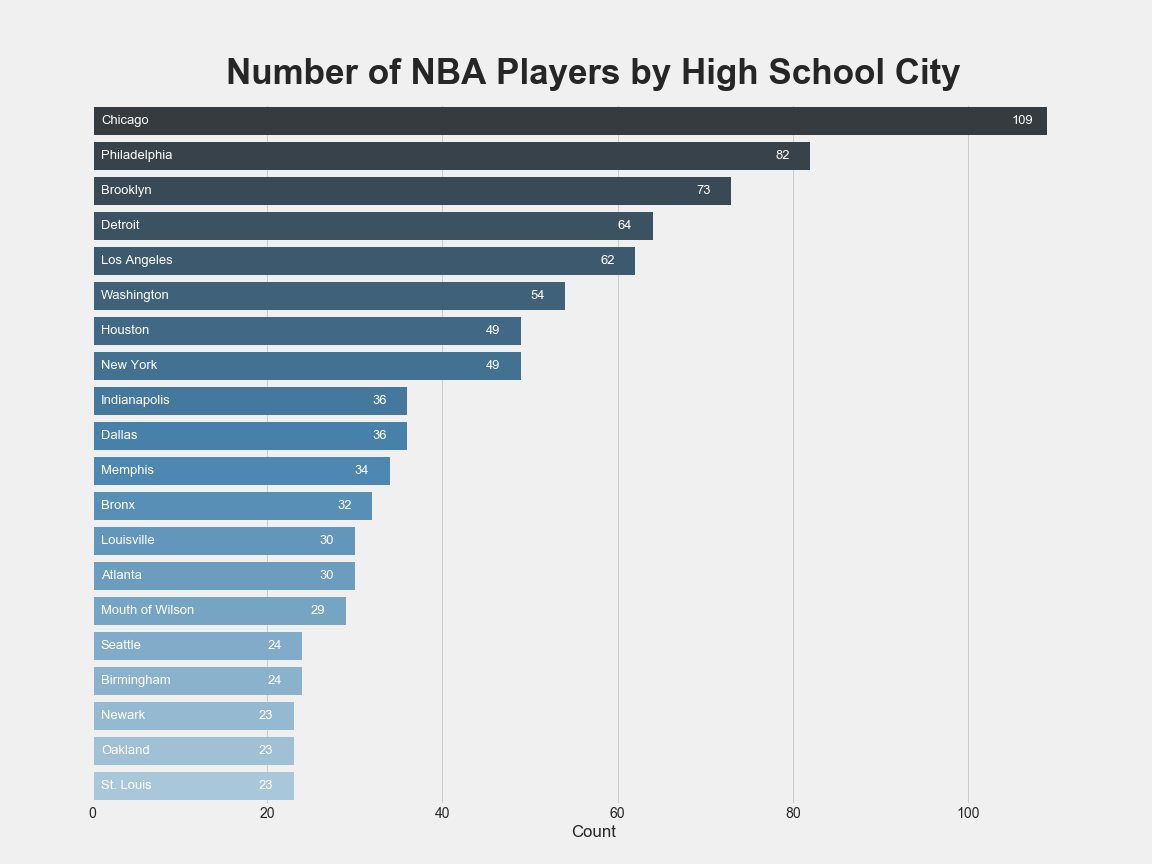 Number of NBA Players by High School City
Chicago 109
Philadelphia 82
Brooklyn 73
Detroit 64
Los Angeles 62
Washington 54
Houston 49
New York 49
Indianapolis 36
Dallas 36
Memphis 34
Bronx 32
Louisville 30
Atlanta 30
Mouth of Wilson 29
Seattle 24
Birmingham 24
Newark 23
Oakland 23
St. Louis 23
0 20 40 60 80 100
Count